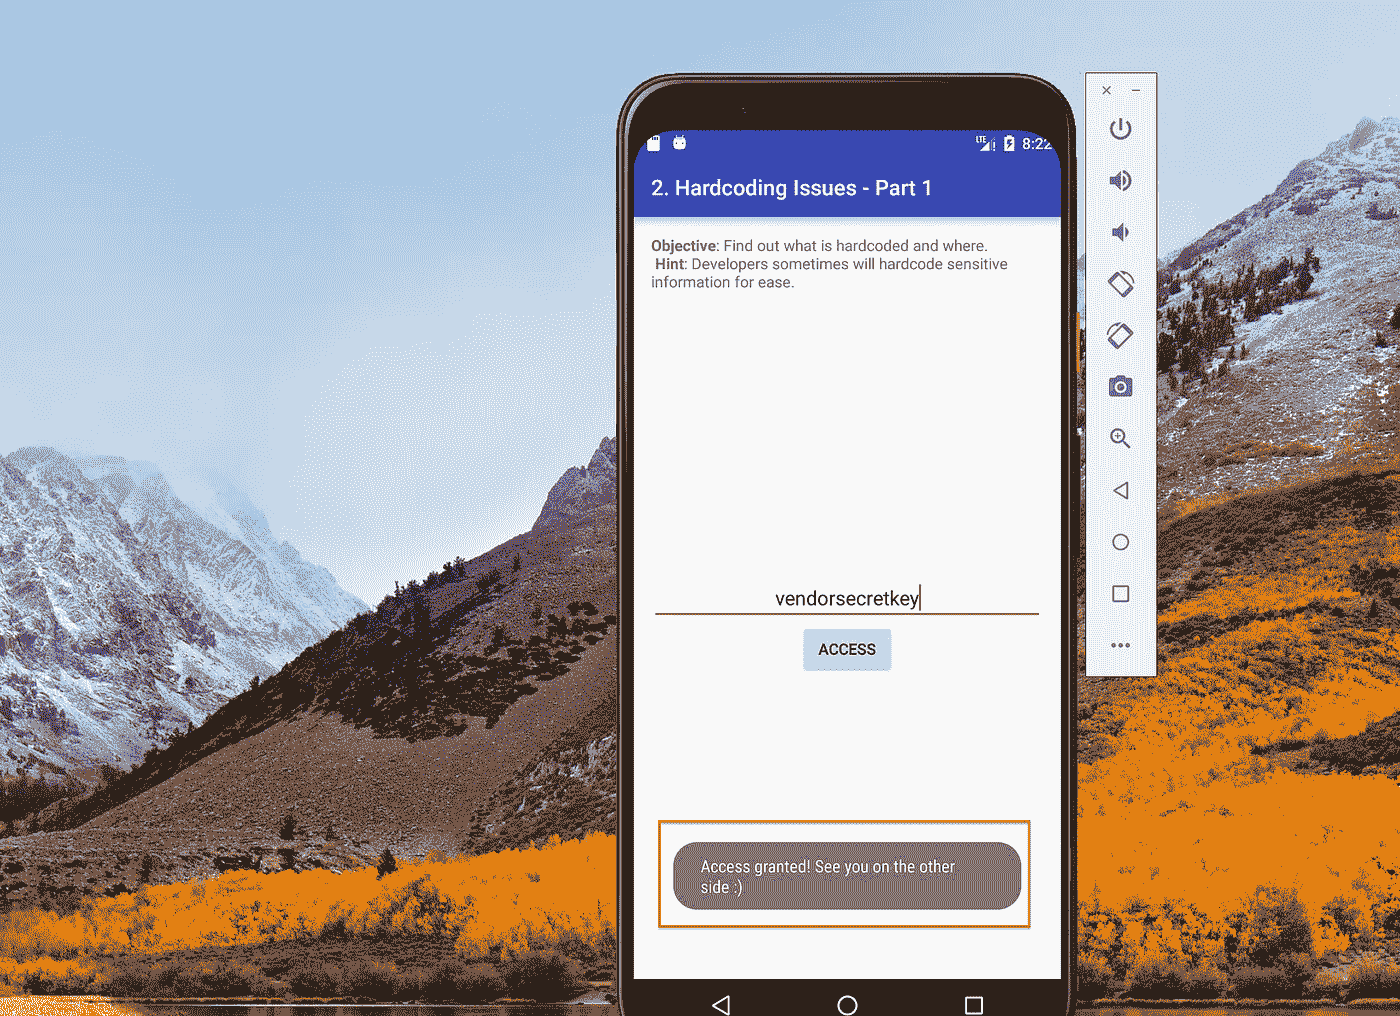 LTE 8:22
2. Hardcoding Issues - Part 1
Objective: Find out what is hardcoded and where.
Hint: Developers sometimes will hardcode sensitive
information for ease.
vendorsecretkey
ACCESS
Access granted! See you on the other
side :)